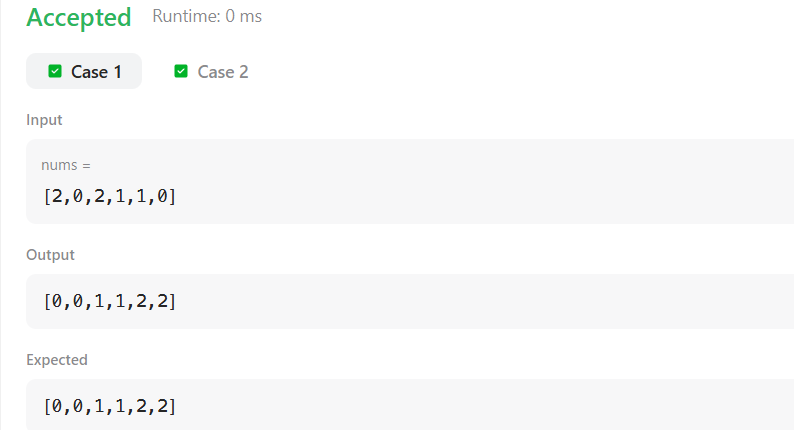 Accepted Runtime: 0 ms
Case 1 Case 2
Input
nums =
[2,0,2,1,1,0]
Output
[0,0,1,1,2,2]
Expected
[0,0,1,1,2,2]